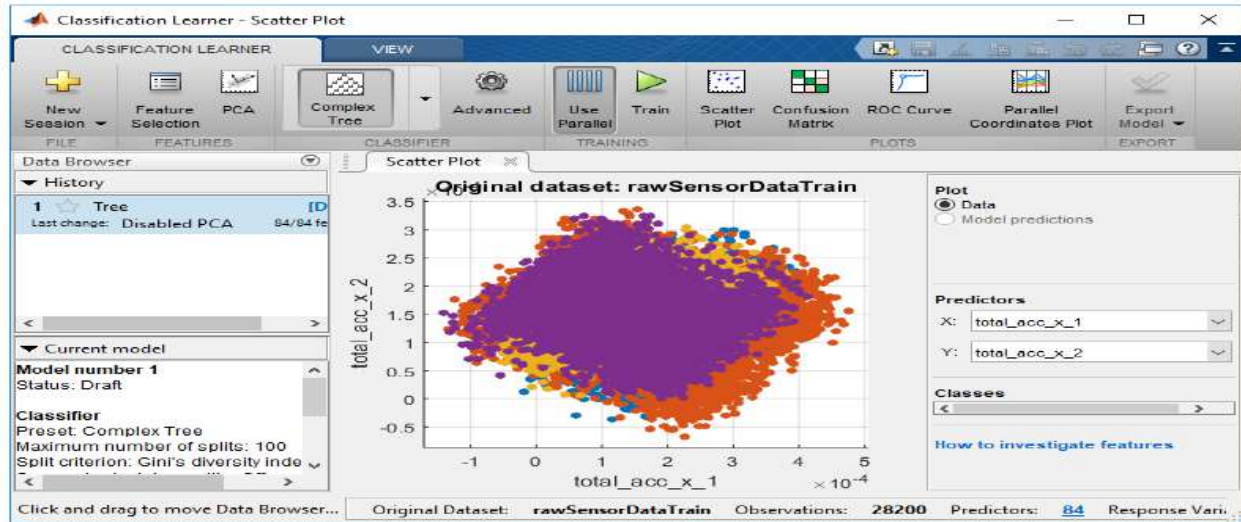 Classification Learner - Scatter Plot
CLASSIFICATION LEARNER
VIEW
New Session
Feature Selection
PCA
Complex Tree
Advanced
Use Parallel
Train
Scatter Plot
Confusion Matrix
ROC Curve
Parallel Coordinates Plot
Export Model
FILE
FEATURES
CLASSIFIER
TRAINING
PLOTS
EXPORT
Data Browser
History
1 Tree [D
Last change: Disabled PCA 84/84 fe
Current model
Model number 1
Status: Draft
Classifier
Preset: Complex Tree
Maximum number of splits: 100
Split criterion: Gini's diversity inde
Scatter Plot
Original dataset: rawSensorDataTrain
3.5
3
2.5
2
1.5
1
0.5
0
-0.5
total_acc_x_2
-1 0 1 2 3 4 5
total_acc_x_1
× 10-4
Plot
Data
Model predictions
Predictors
X: total_acc_x_1
Y: total_acc_x_2
Classes
How to investigate features
Click and drag to move Data Browser...
Original Dataset: rawSensorDataTrain Observations: 28200 Predictors: 84 Response Vari